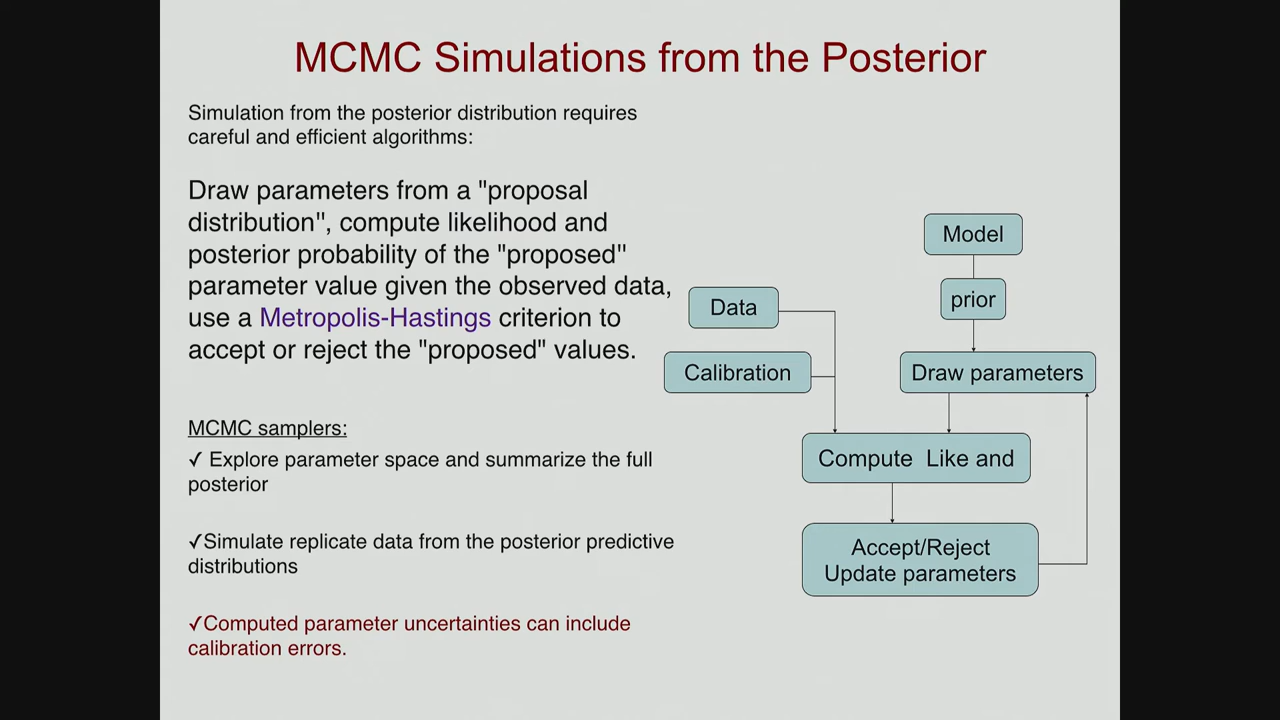 MCMC Simulations from the Posterior
Simulation from the posterior distribution requires
careful and efficient algorithms:
Draw parameters from a "proposal
distribution", compute likelihood and
posterior probability of the "proposed"
parameter value given the observed data,
use a Metropolis-Hastings criterion to
accept or reject the "proposed" values.
MCMC samplers:
✓ Explore parameter space and summarize the full
posterior
✓Simulate replicate data from the posterior predictive
distributions
✓Computed parameter uncertainties can include
calibration errors.
Model
prior
Data
Calibration
Draw parameters
Compute Like and
Accept/Reject
Update parameters